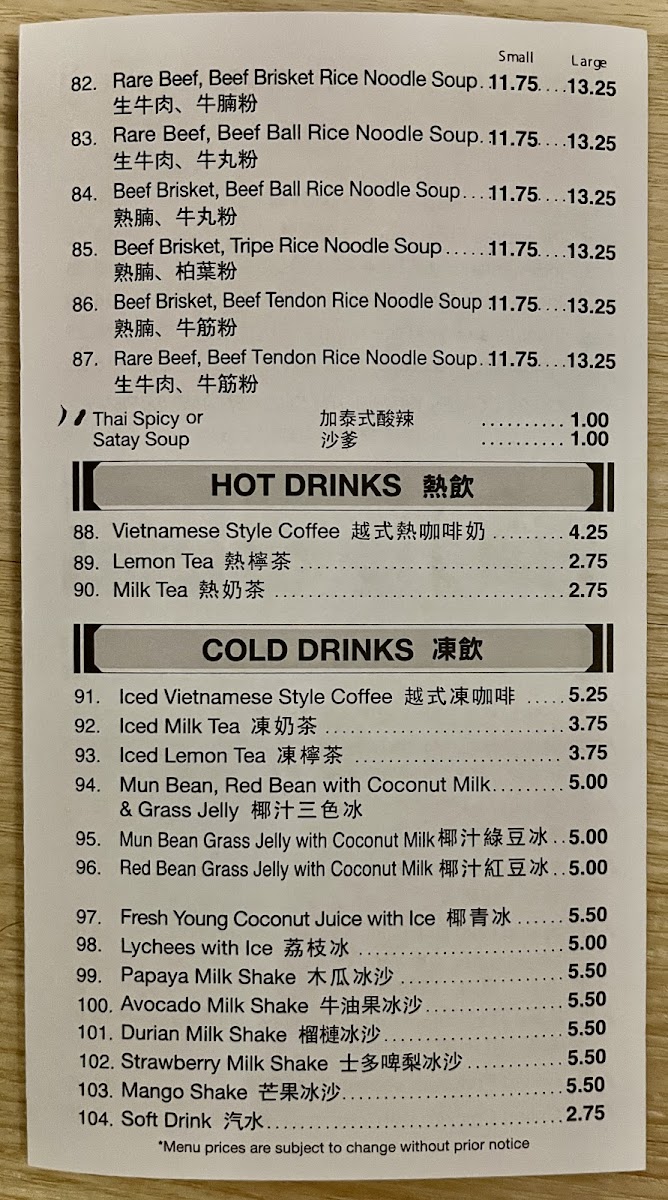 Small Large
82. Rare Beef, Beef Brisket Rice Noodle Soup..11.75....13.25
生牛肉、牛腩粉
83. Rare Beef, Beef Ball Rice Noodle Soup..11.75....13.25
生牛肉、牛丸粉
84. Beef Brisket, Beef Ball Rice Noodle Soup...11.75....13.25
熟腩、牛丸粉
85. Beef Brisket, Tripe Rice Noodle Soup.....11.75....13.25
熟腩、柏葉粉
86. Beef Brisket, Beef Tendon Rice Noodle Soup.11.75....13.25
熟腩、牛筋粉
87. Rare Beef, Beef Tendon Rice Noodle Soup.11.75....13.25
生牛肉、牛筋粉
Thai Spicy or 加泰式酸辣 ..........1.00
Satay Soup 沙爹 ..........1.00
HOT DRINKS 熱飲
88. Vietnamese Style Coffee 越式熱咖啡奶 .........4.25
89. Lemon Tea 熱檸茶 ..................................2.75
90. Milk Tea 熱奶茶 .....................................2.75
COLD DRINKS 凍飲
91. Iced Vietnamese Style Coffee 越式凍咖啡 .....5.25
92. Iced Milk Tea 凍奶茶 ..............................3.75
93. Iced Lemon Tea 凍檸茶 ..........................3.75
94. Mun Bean, Red Bean with Coconut Milk.........5.00
& Grass Jelly 椰汁三色冰
95. Mun Bean Grass Jelly with Coconut Milk 椰汁綠豆冰..5.00
96. Red Bean Grass Jelly with Coconut Milk 椰汁紅豆冰..5.00
97. Fresh Young Coconut Juice with Ice 椰青冰......5.50
98. Lychees with Ice 荔枝冰 ..........................5.00
99. Papaya Milk Shake 木瓜冰沙 .....................5.50
100. Avocado Milk Shake 牛油果冰沙.................5.50
101. Durian Milk Shake 榴槤冰沙.......................5.50
102. Strawberry Milk Shake 士多啤梨冰沙............5.50
103. Mango Shake 芒果冰沙............................5.50
104. Soft Drink 汽水......................................2.75
*Menu prices are subject to change without prior notice